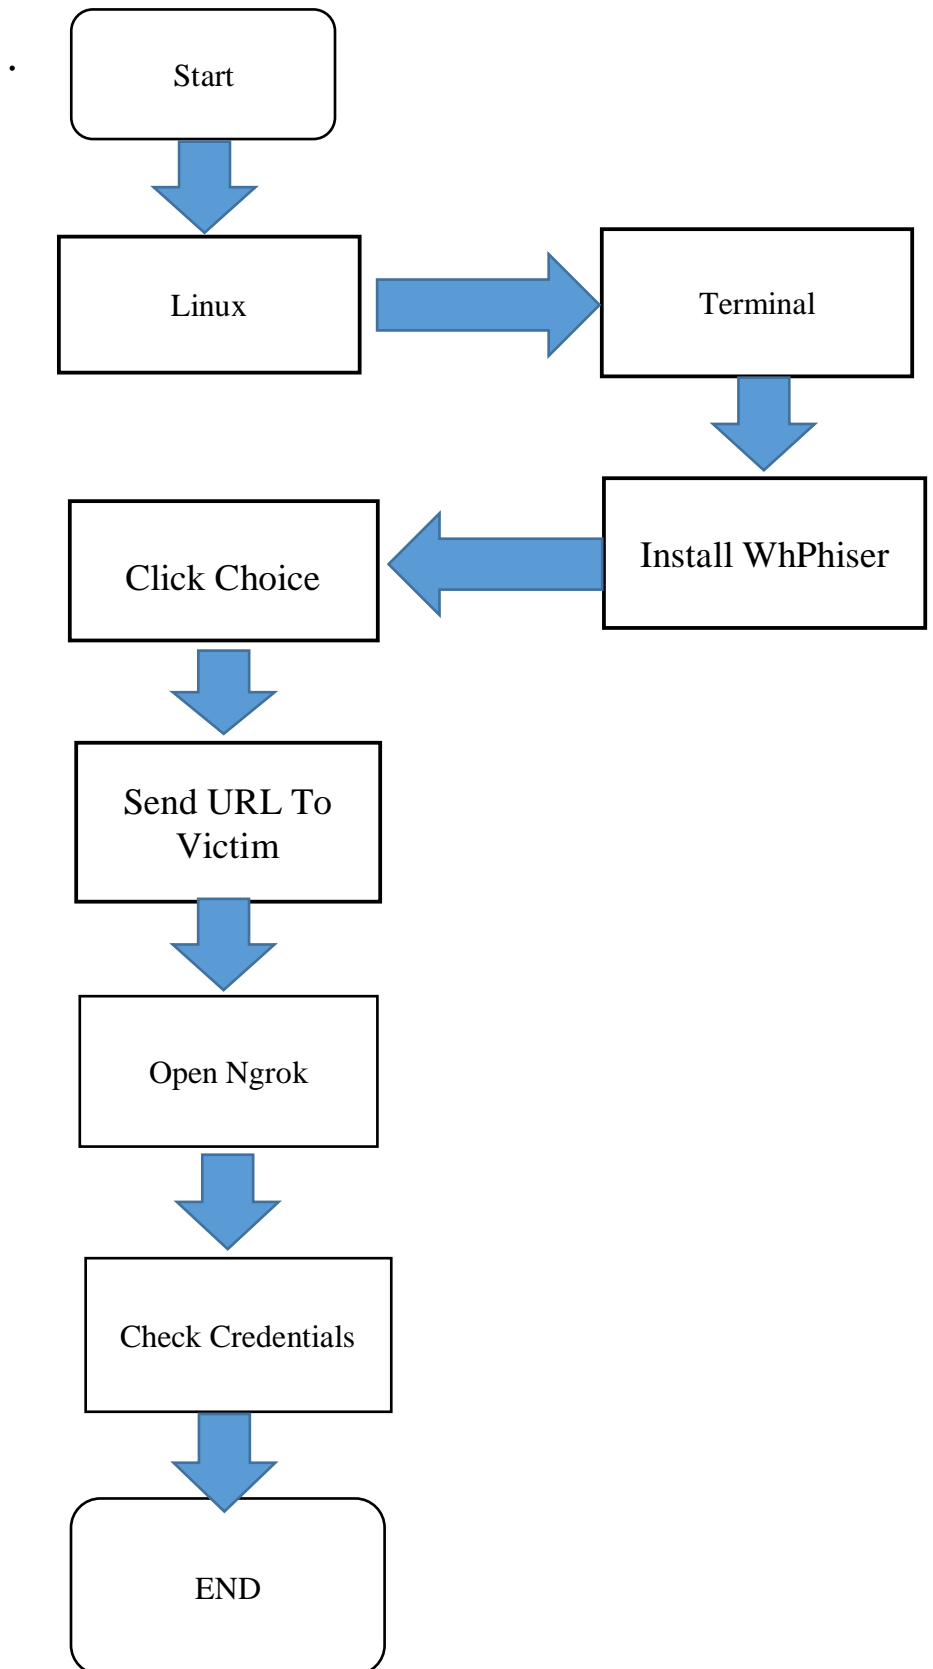 .
Start
Linux
Terminal
Install WhPhiser
Click Choice
Send URL To
Victim
Open Ngrok
Check Credentials
END